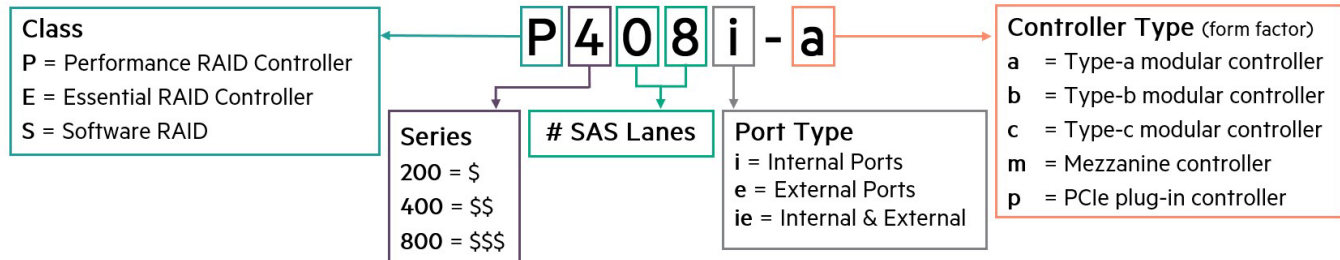 P408i-a
Class
P = Performance RAID Controller
E = Essential RAID Controller
S = Software RAID
Series
200 = $
400 = $$
800 = $$$
# SAS Lanes
Port Type
i = Internal Ports
e = External Ports
ie = Internal & External
Controller Type (form factor)
a = Type-a modular controller
b = Type-b modular controller
c = Type-c modular controller
m = Mezzanine controller
p = PCIe plug-in controller